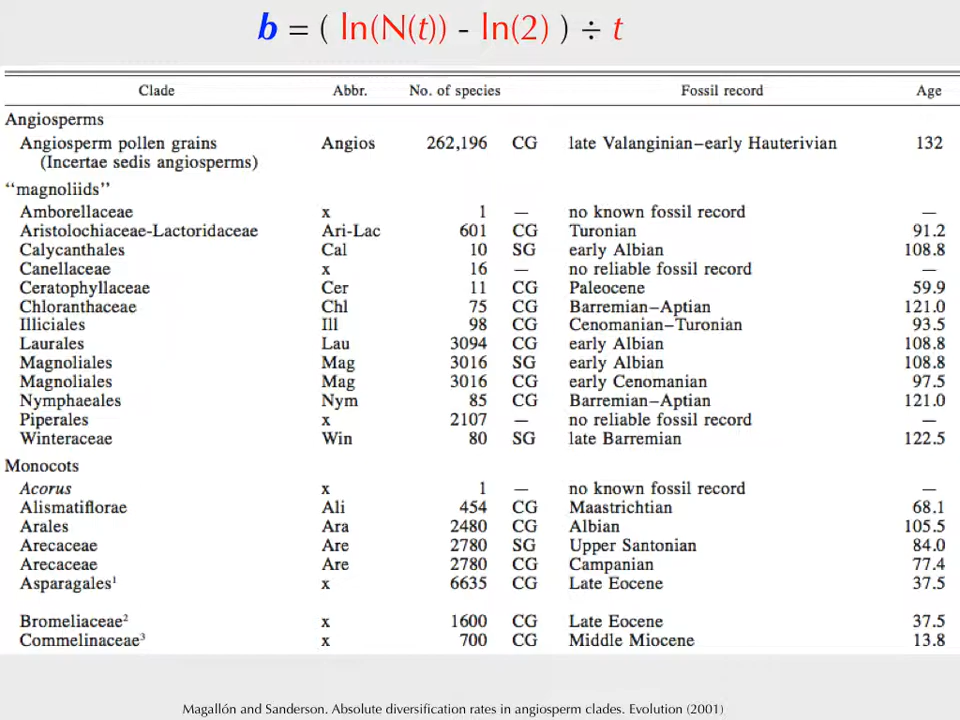 b = ( ln(N(t)) - ln(2) ) ÷ t
Clade Abbr. No. of species Fossil record Age
Angiosperms
Angiosperm pollen grains Angios 262,196 CG late Valanginian–early Hauterivian 132
(Incertae sedis angiosperms)
‘‘magnoliids’’
Amborellaceae x 1 — no known fossil record —
Aristolochiaceae-Lactoridaceae Ari-Lac 601 CG Turonian 91.2
Calycanthales Cal 10 SG early Albian 108.8
Canellaceae x 16 — no reliable fossil record —
Ceratophyllaceae Cer 11 CG Paleocene 59.9
Chloranthaceae Chl 75 CG Barremian–Aptian 121.0
Illiciales Ill 98 CG Cenomanian–Turonian 93.5
Laurales Lau 3094 CG early Albian 108.8
Magnoliales Mag 3016 SG early Albian 108.8
Magnoliales Mag 3016 CG early Cenomanian 97.5
Nymphaeales Nym 85 CG Barremian–Aptian 121.0
Piperales x 2107 — no reliable fossil record —
Winteraceae Win 80 SG late Barremian 122.5
Monocots
Acorus x 1 — no known fossil record —
Alismatiflorae Ali 454 CG Maastrichtian 68.1
Arales Ara 2480 CG Albian 105.5
Arecaceae Are 2780 SG Upper Santonian 84.0
Arecaceae Are 2780 CG Campanian 77.4
Asparagales¹ x 6635 CG Late Eocene 37.5
Bromeliaceae² x 1600 CG Late Eocene 37.5
Commelinaceae³ x 700 CG Middle Miocene 13.8
Magallón and Sanderson. Absolute diversification rates in angiosperm clades. Evolution (2001)